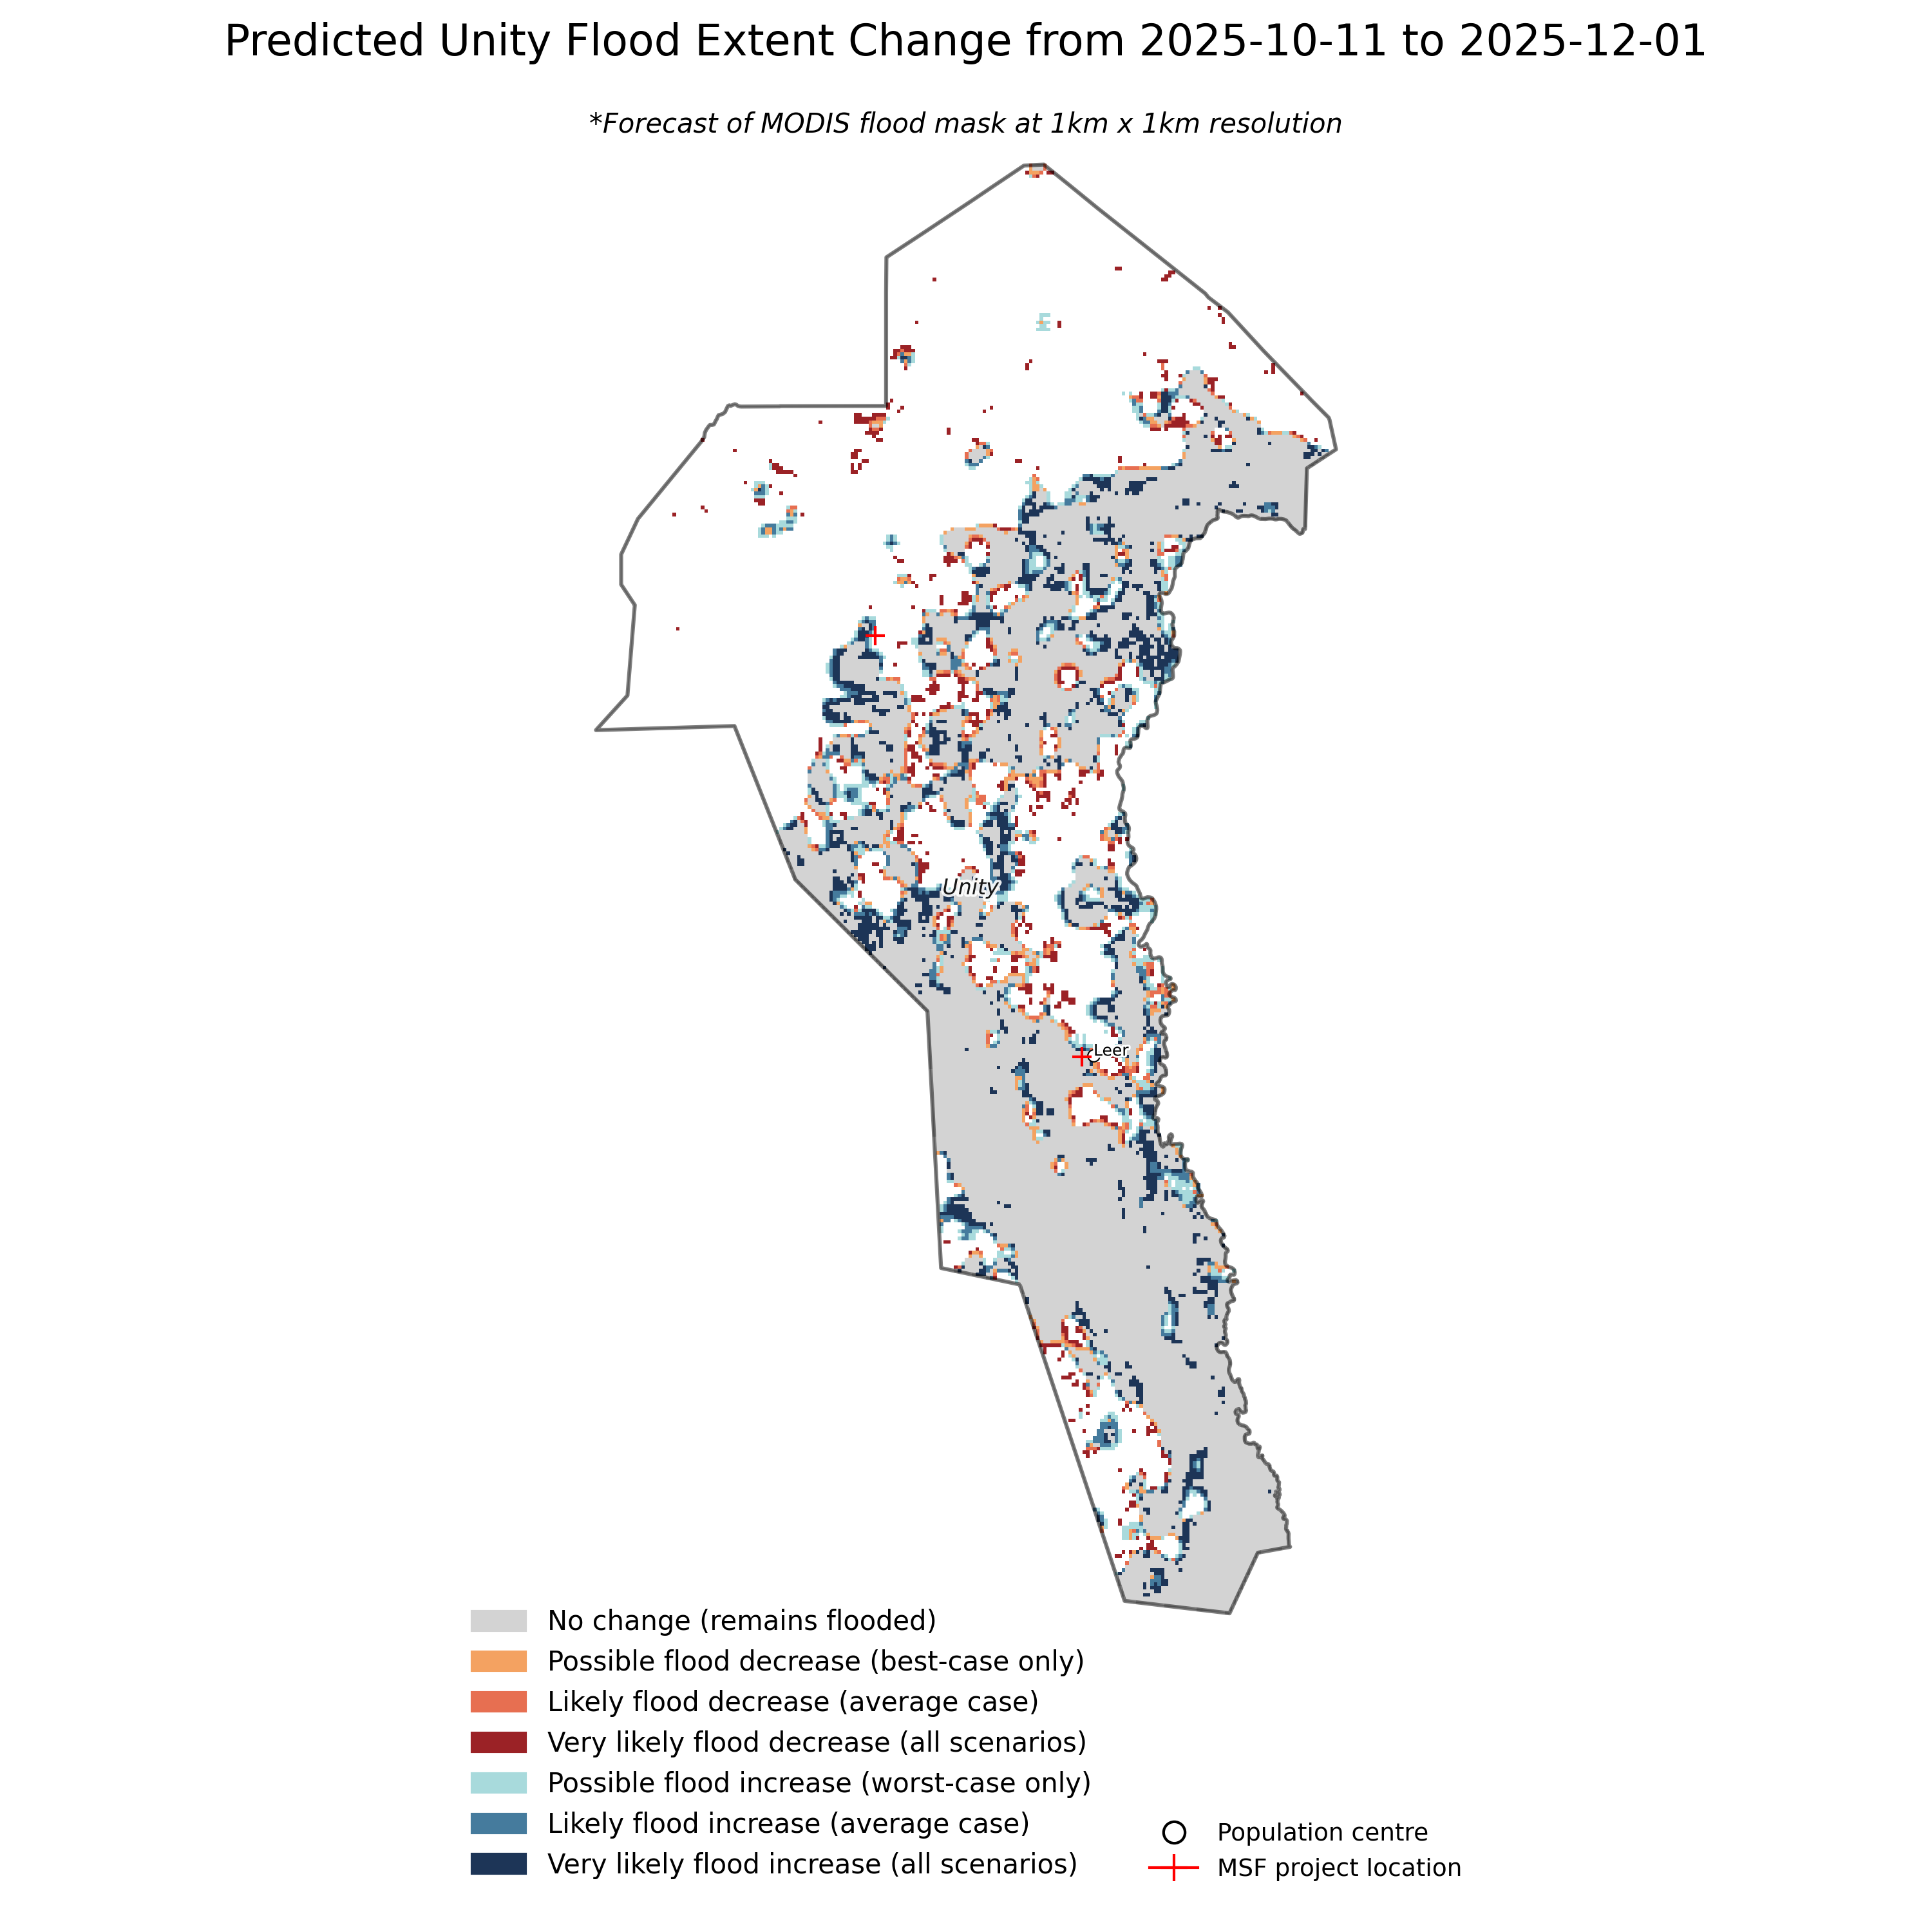 Predicted Unity Flood Extent Change from 2025-10-11 to 2025-12-01
*Forecast of MODIS flood mask at 1km x 1km resolution
Unity
Leer
No change (remains flooded)
Possible flood decrease (best-case only)
Likely flood decrease (average case)
Very likely flood decrease (all scenarios)
Possible flood increase (worst-case only)
Likely flood increase (average case)
Very likely flood increase (all scenarios)
Population centre
MSF project location